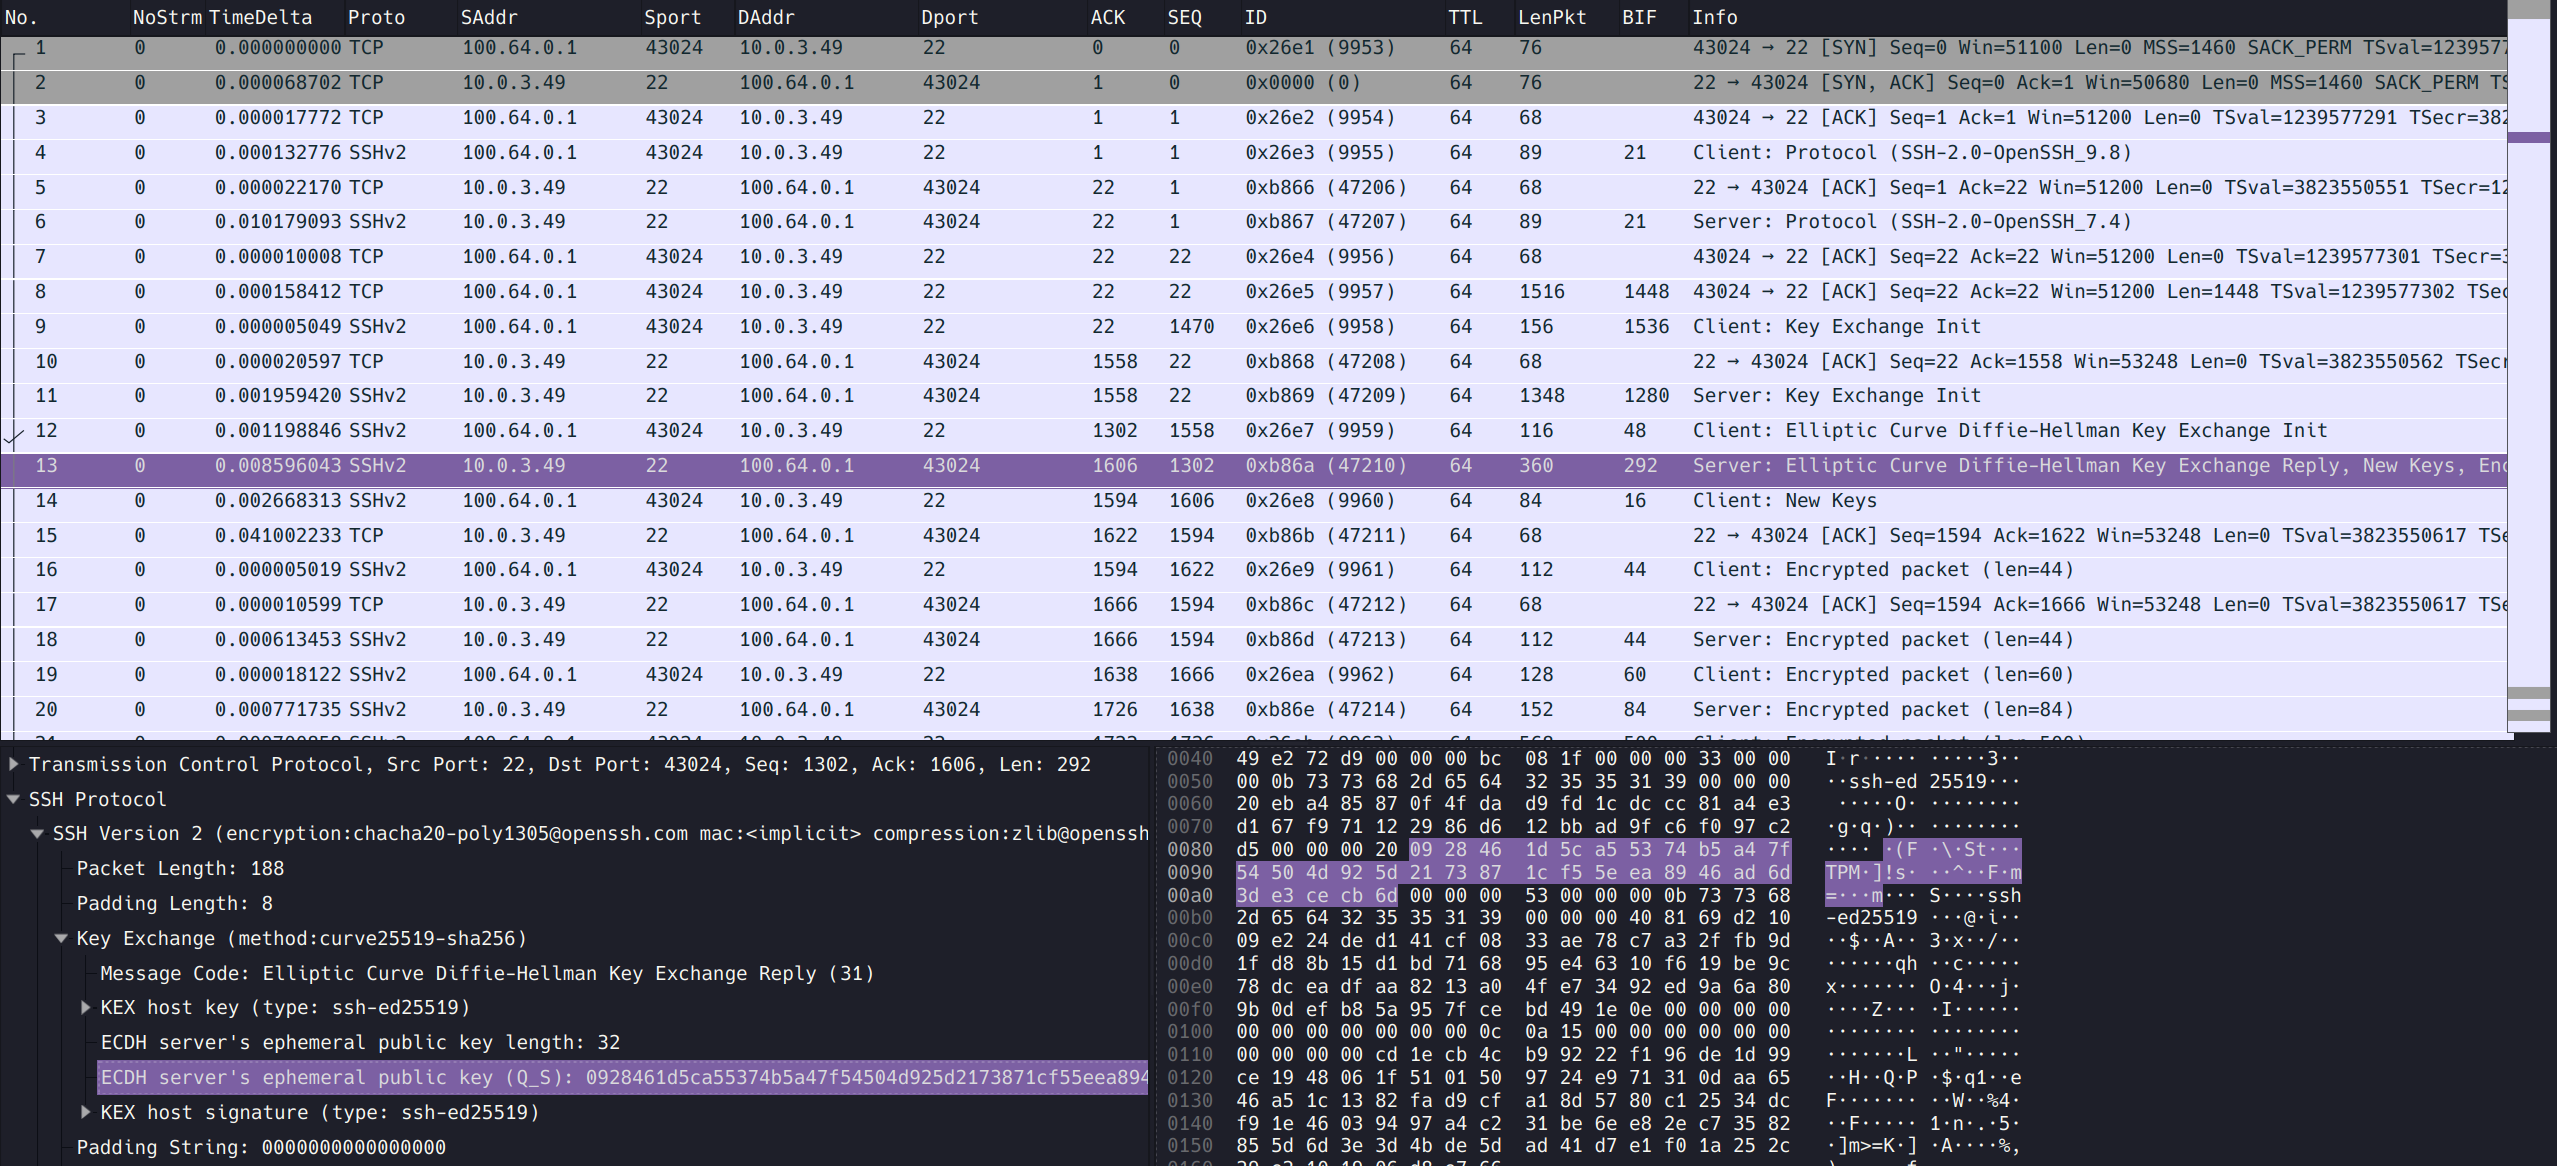 No. NoStrm TimeDelta Proto SAddr Sport DAddr Dport ACK SEQ ID TTL LenPkt BIF Info
1 0 0.000000000 TCP 100.64.0.1 43024 10.0.3.49 22 0 0 0x26e1 (9953) 64 76 43024 → 22 [SYN] Seq=0 Win=51100 Len=0 MSS=1460 SACK_PERM TSval=1239577
2 0 0.000068702 TCP 10.0.3.49 22 100.64.0.1 43024 1 0 0x0000 (0) 64 76 22 → 43024 [SYN, ACK] Seq=0 Ack=1 Win=50680 Len=0 MSS=1460 SACK_PERM TS
3 0 0.000017772 TCP 100.64.0.1 43024 10.0.3.49 22 1 1 0x26e2 (9954) 64 68 43024 → 22 [ACK] Seq=1 Ack=1 Win=51200 Len=0 TSval=1239577291 TSecr=382
4 0 0.000132776 SSHv2 100.64.0.1 43024 10.0.3.49 22 1 1 0x26e3 (9955) 64 89 21 Client: Protocol (SSH-2.0-OpenSSH_9.8)
5 0 0.000022170 TCP 10.0.3.49 22 100.64.0.1 43024 22 1 0xb866 (47206) 64 68 22 → 43024 [ACK] Seq=1 Ack=22 Win=51200 Len=0 TSval=3823550551 TSecr=12
6 0 0.010179093 SSHv2 10.0.3.49 22 100.64.0.1 43024 22 1 0xb867 (47207) 64 89 21 Server: Protocol (SSH-2.0-OpenSSH_7.4)
7 0 0.000010008 TCP 100.64.0.1 43024 10.0.3.49 22 22 22 0x26e4 (9956) 64 68 43024 → 22 [ACK] Seq=22 Ack=22 Win=51200 Len=0 TSval=1239577301 TSecr=3
8 0 0.000158412 TCP 100.64.0.1 43024 10.0.3.49 22 22 22 0x26e5 (9957) 64 1516 1448 43024 → 22 [ACK] Seq=22 Ack=22 Win=51200 Len=1448 TSval=1239577302 TSec
9 0 0.000005049 SSHv2 100.64.0.1 43024 10.0.3.49 22 22 1470 0x26e6 (9958) 64 156 1536 Client: Key Exchange Init
10 0 0.000020597 TCP 10.0.3.49 22 100.64.0.1 43024 1558 22 0xb868 (47208) 64 68 22 → 43024 [ACK] Seq=22 Ack=1558 Win=53248 Len=0 TSval=3823550562 TSecr
11 0 0.001959420 SSHv2 10.0.3.49 22 100.64.0.1 43024 1558 22 0xb869 (47209) 64 1348 1280 Server: Key Exchange Init
12 0 0.001198846 SSHv2 100.64.0.1 43024 10.0.3.49 22 1302 1558 0x26e7 (9959) 64 116 48 Client: Elliptic Curve Diffie-Hellman Key Exchange Init
13 0 0.008596043 SSHv2 10.0.3.49 22 100.64.0.1 43024 1606 1302 0xb86a (47210) 64 360 292 Server: Elliptic Curve Diffie-Hellman Key Exchange Reply, New Keys, Enc
14 0 0.002668313 SSHv2 100.64.0.1 43024 10.0.3.49 22 1594 1606 0x26e8 (9960) 64 84 16 Client: New Keys
15 0 0.041002233 TCP 10.0.3.49 22 100.64.0.1 43024 1622 1594 0xb86b (47211) 64 68 22 → 43024 [ACK] Seq=1594 Ack=1622 Win=53248 Len=0 TSval=3823550617 TSe
16 0 0.000005019 SSHv2 100.64.0.1 43024 10.0.3.49 22 1594 1622 0x26e9 (9961) 64 112 44 Client: Encrypted packet (len=44)
17 0 0.000010599 TCP 10.0.3.49 22 100.64.0.1 43024 1666 1594 0xb86c (47212) 64 68 22 → 43024 [ACK] Seq=1594 Ack=1666 Win=53248 Len=0 TSval=3823550617 TSe
18 0 0.000613453 SSHv2 10.0.3.49 22 100.64.0.1 43024 1666 1594 0xb86d (47213) 64 112 44 Server: Encrypted packet (len=44)
19 0 0.000018122 SSHv2 100.64.0.1 43024 10.0.3.49 22 1638 1666 0x26ea (9962) 64 128 60 Client: Encrypted packet (len=60)
20 0 0.000771735 SSHv2 10.0.3.49 22 100.64.0.1 43024 1726 1638 0xb86e (47214) 64 152 84 Server: Encrypted packet (len=84)
Transmission Control Protocol, Src Port: 22, Dst Port: 43024, Seq: 1302, Ack: 1606, Len: 292
SSH Protocol
SSH Version 2 (encryption:chacha20-poly1305@openssh.com mac:<implicit> compression:zlib@openssh
Packet Length: 188
Padding Length: 8
Key Exchange (method:curve25519-sha256)
Message Code: Elliptic Curve Diffie-Hellman Key Exchange Reply (31)
KEX host key (type: ssh-ed25519)
ECDH server's ephemeral public key length: 32
ECDH server's ephemeral public key (Q_S): 0928461d5ca55374b5a47f54504d925d2173871cf55eea894
KEX host signature (type: ssh-ed25519)
Padding String: 0000000000000000
0040 49 e2 72 d9 00 00 00 bc 08 1f 00 00 00 33 00 00 I·r····· ·····3··
0050 00 0b 73 73 68 2d 65 64 32 35 35 31 39 00 00 00 ··ssh-ed 25519···
0060 20 eb a4 85 87 0f 4f da d9 fd 1c dc cc 81 a4 e3  ·····O· ········
0070 d1 67 f9 71 12 29 86 d6 12 bb ad 9f c6 f0 97 c2 ·g·q·)·· ········
0080 d5 00 00 00 20 09 28 46 1d 5c a5 53 74 b5 a4 7f ···· ·(F ·\·St···
0090 54 50 4d 92 5d 21 73 87 1c f5 5e ea 89 46 ad 6d TPM·]!s· ··^··F·m
00a0 3d e3 ce cb 6d 00 00 00 53 00 00 00 0b 73 73 68 =···m··· S····ssh
00b0 2d 65 64 32 35 35 31 39 00 00 00 40 81 69 d2 10 -ed25519 ···@·i··
00c0 09 e2 24 de d1 41 cf 08 33 ae 78 c7 a3 2f fb 9d ··$··A·· 3·x··/··
00d0 1f d8 8b 15 d1 bd 71 68 95 e4 63 10 f6 19 be 9c ······qh ··c·····
00e0 78 dc ea df aa 82 13 a0 4f e7 34 92 ed 9a 6a 80 x······· O·4···j·
00f0 9b 0d ef b8 5a 95 7f ce bd 49 1e 0e 00 00 00 00 ····Z··· ·I······
0100 00 00 00 00 00 00 00 0c 0a 15 00 00 00 00 00 00 ········ ········
0110 00 00 00 00 cd 1e cb 4c b9 92 22 f1 96 de 1d 99 ·······L ··"·····
0120 ce 19 48 06 1f 51 01 50 97 24 e9 71 31 0d aa 65 ··H··Q·P ·$·q1··e
0130 46 a5 1c 13 82 fa d9 cf a1 8d 57 80 c1 25 34 dc F······· ··W··%4·
0140 f9 1e 46 03 94 97 a4 c2 31 be 6e e8 2e c7 35 82 ··F····· 1·n·.·5·
0150 85 5d 6d 3e 3d 4b de 5d ad 41 d7 e1 f0 1a 25 2c ·]m>=K·] ·A····%,